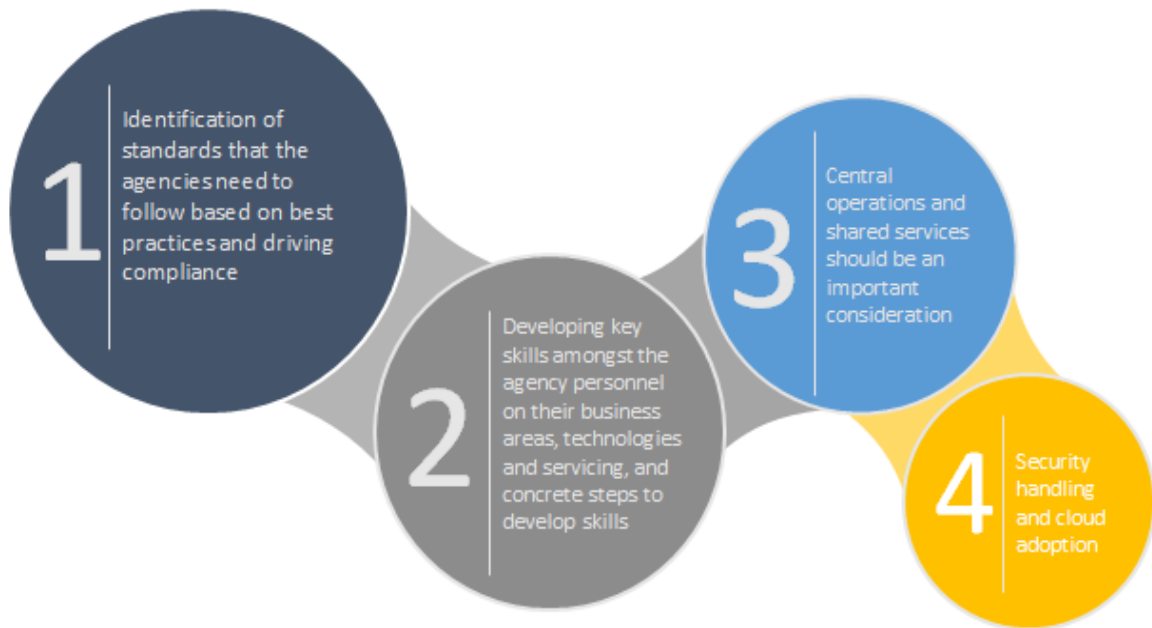 1
Identification of
standards that the
agencies need to
follow based on best
practices and driving
compliance
2
Developing key
skills amongst the
agency personnel
on their business
areas, technologies
and servicing, and
concrete steps to
develop skills
3
Central
operations and
shared services
should be an
important
consideration
4
Security
handling
and cloud
adoption